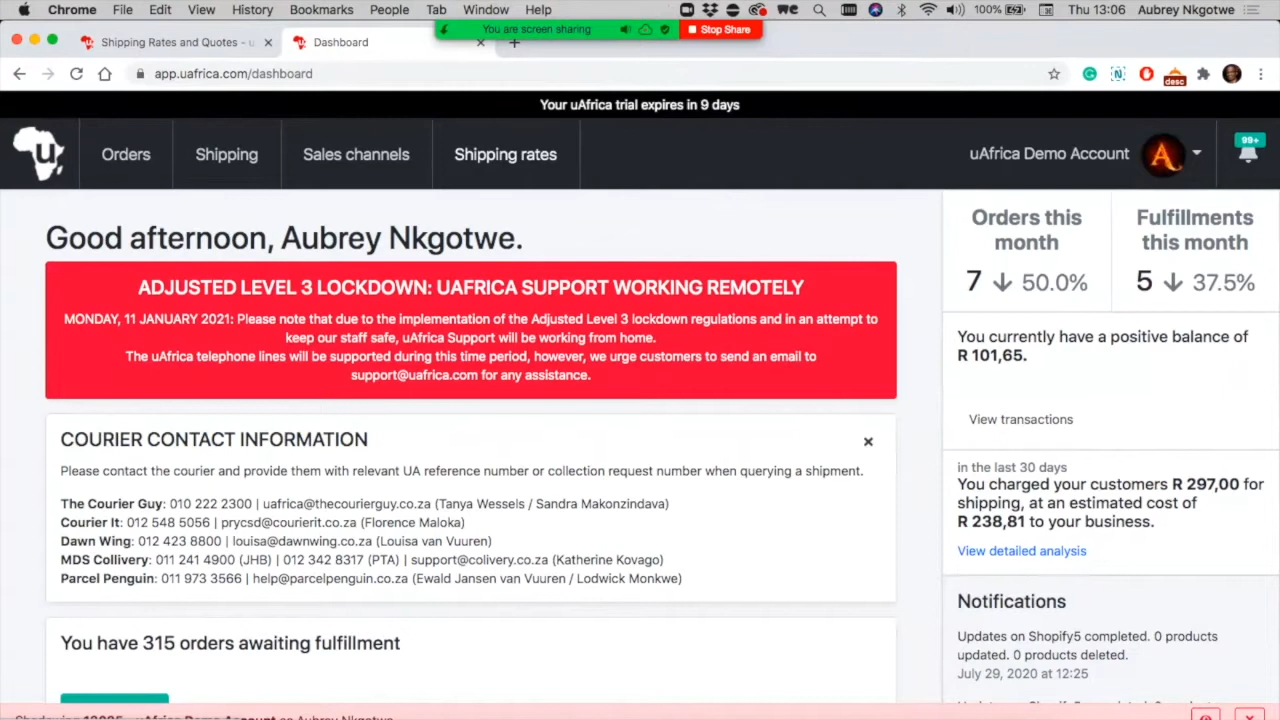 Chrome File Edit View History Bookmarks People Tab Window Help 100% Thu 13:06 Aubrey Nkgotwe
You are screen sharing Stop Share
Shipping Rates and Quotes - u Dashboard
app.uafrica.com/dashboard
desc
Your uAfrica trial expires in 9 days
u Orders Shipping Sales channels Shipping rates uAfrica Demo Account 99+
Good afternoon, Aubrey Nkgotwe.
ADJUSTED LEVEL 3 LOCKDOWN: UAFRICA SUPPORT WORKING REMOTELY
MONDAY, 11 JANUARY 2021: Please note that due to the implementation of the Adjusted Level 3 lockdown regulations and in an attempt to
keep our staff safe, uAfrica Support will be working from home.
The uAfrica telephone lines will be supported during this time period, however, we urge customers to send an email to
support@uafrica.com for any assistance.
COURIER CONTACT INFORMATION
Please contact the courier and provide them with relevant UA reference number or collection request number when querying a shipment.
The Courier Guy: 010 222 2300 | uafrica@thecourierguy.co.za (Tanya Wessels / Sandra Makonzindava)
Courier It: 012 548 5056 | prycsd@courierit.co.za (Florence Maloka)
Dawn Wing: 012 423 8800 | louisa@dawnwing.co.za (Louisa van Vuuren)
MDS Collivery: 011 241 4900 (JHB) | 012 342 8317 (PTA) | support@colivery.co.za (Katherine Kovago)
Parcel Penguin: 011 973 3566 | help@parcelpenguin.co.za (Ewald Jansen van Vuuren / Lodwick Monkwe)
You have 315 orders awaiting fulfillment
Orders this
month
7 ↓ 50.0%
Fulfillments
this month
5 ↓ 37.5%
You currently have a positive balance of
R 101,65.
View transactions
in the last 30 days
You charged your customers R 297,00 for
shipping, at an estimated cost of
R 238,81 to your business.
View detailed analysis
Notifications
Updates on Shopify5 completed. 0 products
updated. 0 products deleted.
July 29, 2020 at 12:25